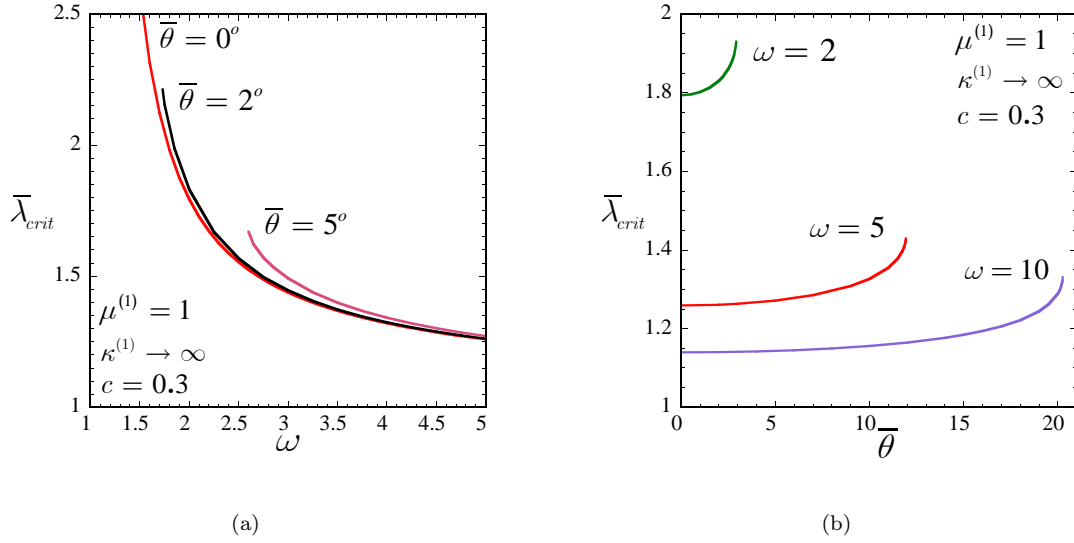 2.5
2
1.5
1
1
1.5
2
2.5
3
3.5
4
4.5
5
λ̅_crit
ω
θ̅ = 0°
θ̅ = 2°
θ̅ = 5°
μ⁽¹⁾ = 1
κ⁽¹⁾ → ∞
c = 0.3
(a)
2
1.8
1.6
1.4
1.2
1
0
5
10
15
20
λ̅_crit
θ̅
ω = 2
ω = 5
ω = 10
μ⁽¹⁾ = 1
κ⁽¹⁾ → ∞
c = 0.3
(b)